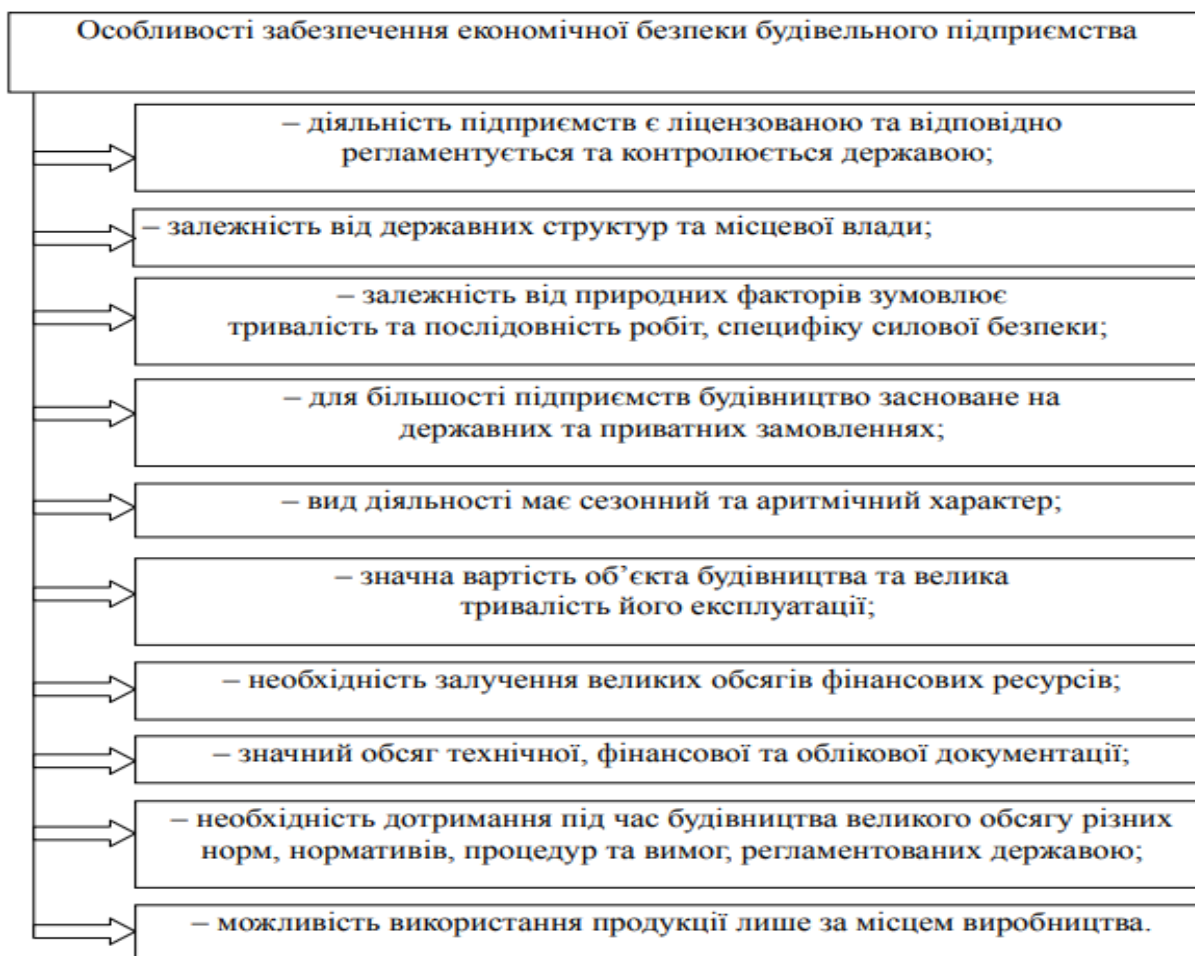 Особливості забезпечення економічної безпеки будівельного підприємства
– діяльність підприємств є ліцензованою та відповідно
регламентується та контролюється державою;
– залежність від державних структур та місцевої влади;
– залежність від природних факторів зумовлює
тривалість та послідовність робіт, специфіку силової безпеки;
– для більшості підприємств будівництво засноване на
державних та приватних замовленнях;
– вид діяльності має сезонний та аритмічний характер;
– значна вартість об’єкта будівництва та велика
тривалість його експлуатації;
– необхідність залучення великих обсягів фінансових ресурсів;
– значний обсяг технічної, фінансової та облікової документації;
– необхідність дотримання під час будівництва великого обсягу різних
норм, нормативів, процедур та вимог, регламентованих державою;
– можливість використання продукції лише за місцем виробництва.